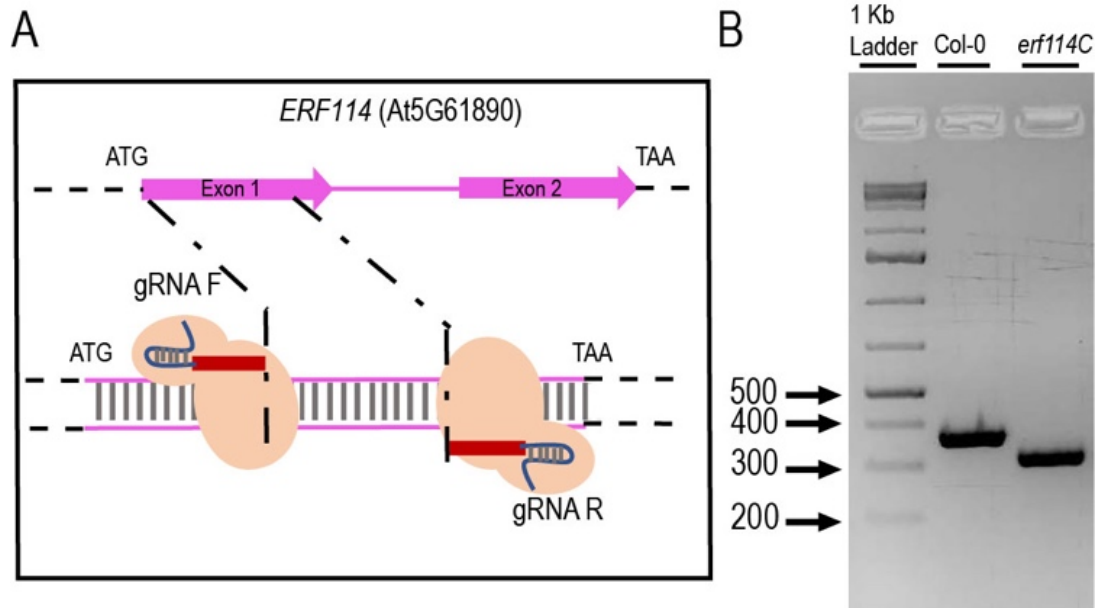 A
ERF114 (At5G61890)
ATG
TAA
Exon 1
Exon 2
gRNA F
ATG
TAA
gRNA R
B
1 Kb
Ladder
Col-0
erf114C
500
400
300
200